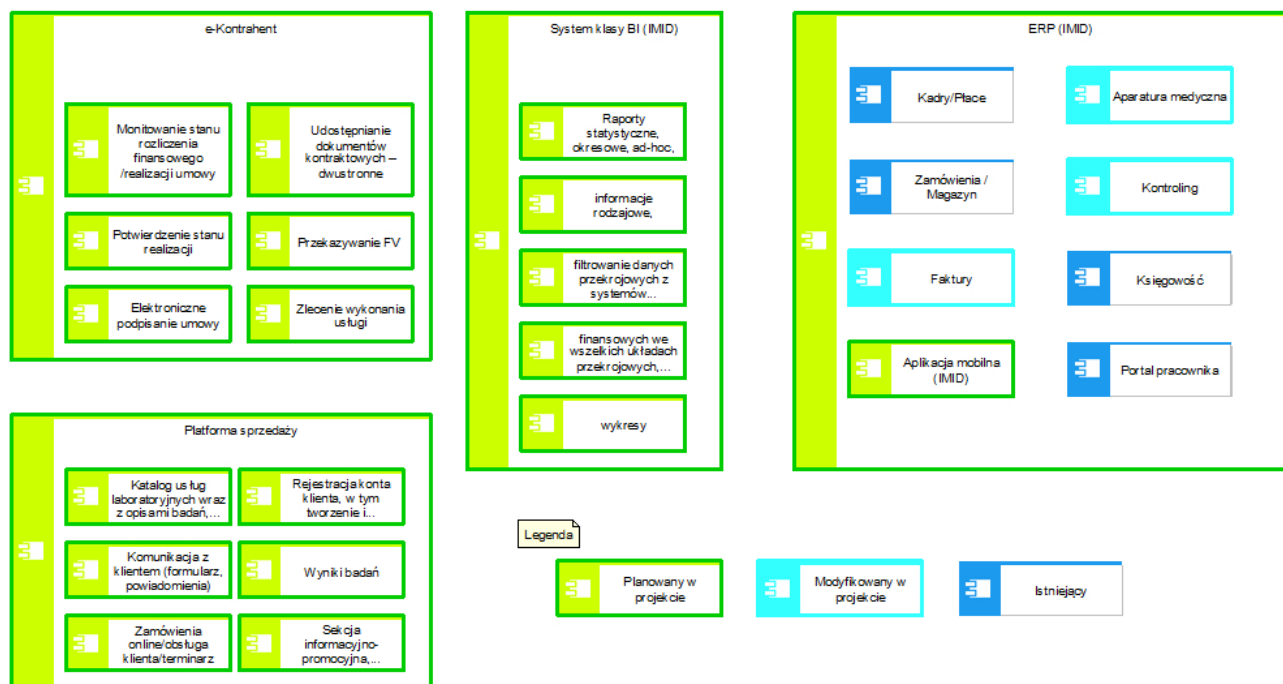 e-Kontrahent
Monitowanie stanu
rozliczenia
finansowego
/realizacji umowy
Udostępnianie
dokumentów
kontraktowych –
dwustronne
Potwierdzenie stanu
realizacji
Przekazywanie FV
Elektroniczne
podpisanie umowy
Zlecenie wykonania
usługi
System klasy BI (IMID)
Raporty
statystyczne,
okresowe, ad-hoc,
informacje
rodzajowe,
filtrowanie danych
przekrojowych z
systemów...
finansowych we
wszelkich układach
przekrojowych,...
wykresy
ERP (IMID)
Kadry/Płace
Aparatura medyczna
Zamówienia /
Magazyn
Kontroling
Faktury
Księgowość
Aplikacja mobilna
(IMID)
Portal pracownika
Platforma sprzedaży
Katalog usług
laboratoryjnych wraz
z opisami badań,...
Rejestracja konta
klienta, w tym
tworzenie i...
Komunikacja z
klientem (formularz,
powiadomienia)
Wyniki badań
Zamówienia
online/obsługa
klienta/terminarz
Sekcja
informacyjno-
promocyjna,...
Legenda
Planowany w
projekcie
Modyfikowany w
projekcie
Istniejący